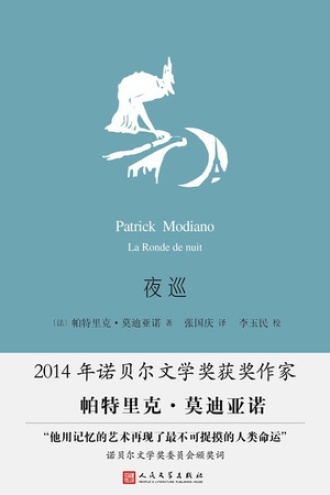 Patrick Modiano
La Ronde de nuit
夜巡
〔法〕帕特里克·莫迪亚诺 著 张国庆 译 李玉民 校
2014 年诺贝尔文学奖获奖作家
帕特里克·莫迪亚诺
“他用记忆的艺术再现了最不可捉摸的人类命运”
诺贝尔文学奖委员会颁奖词
人民文学出版社